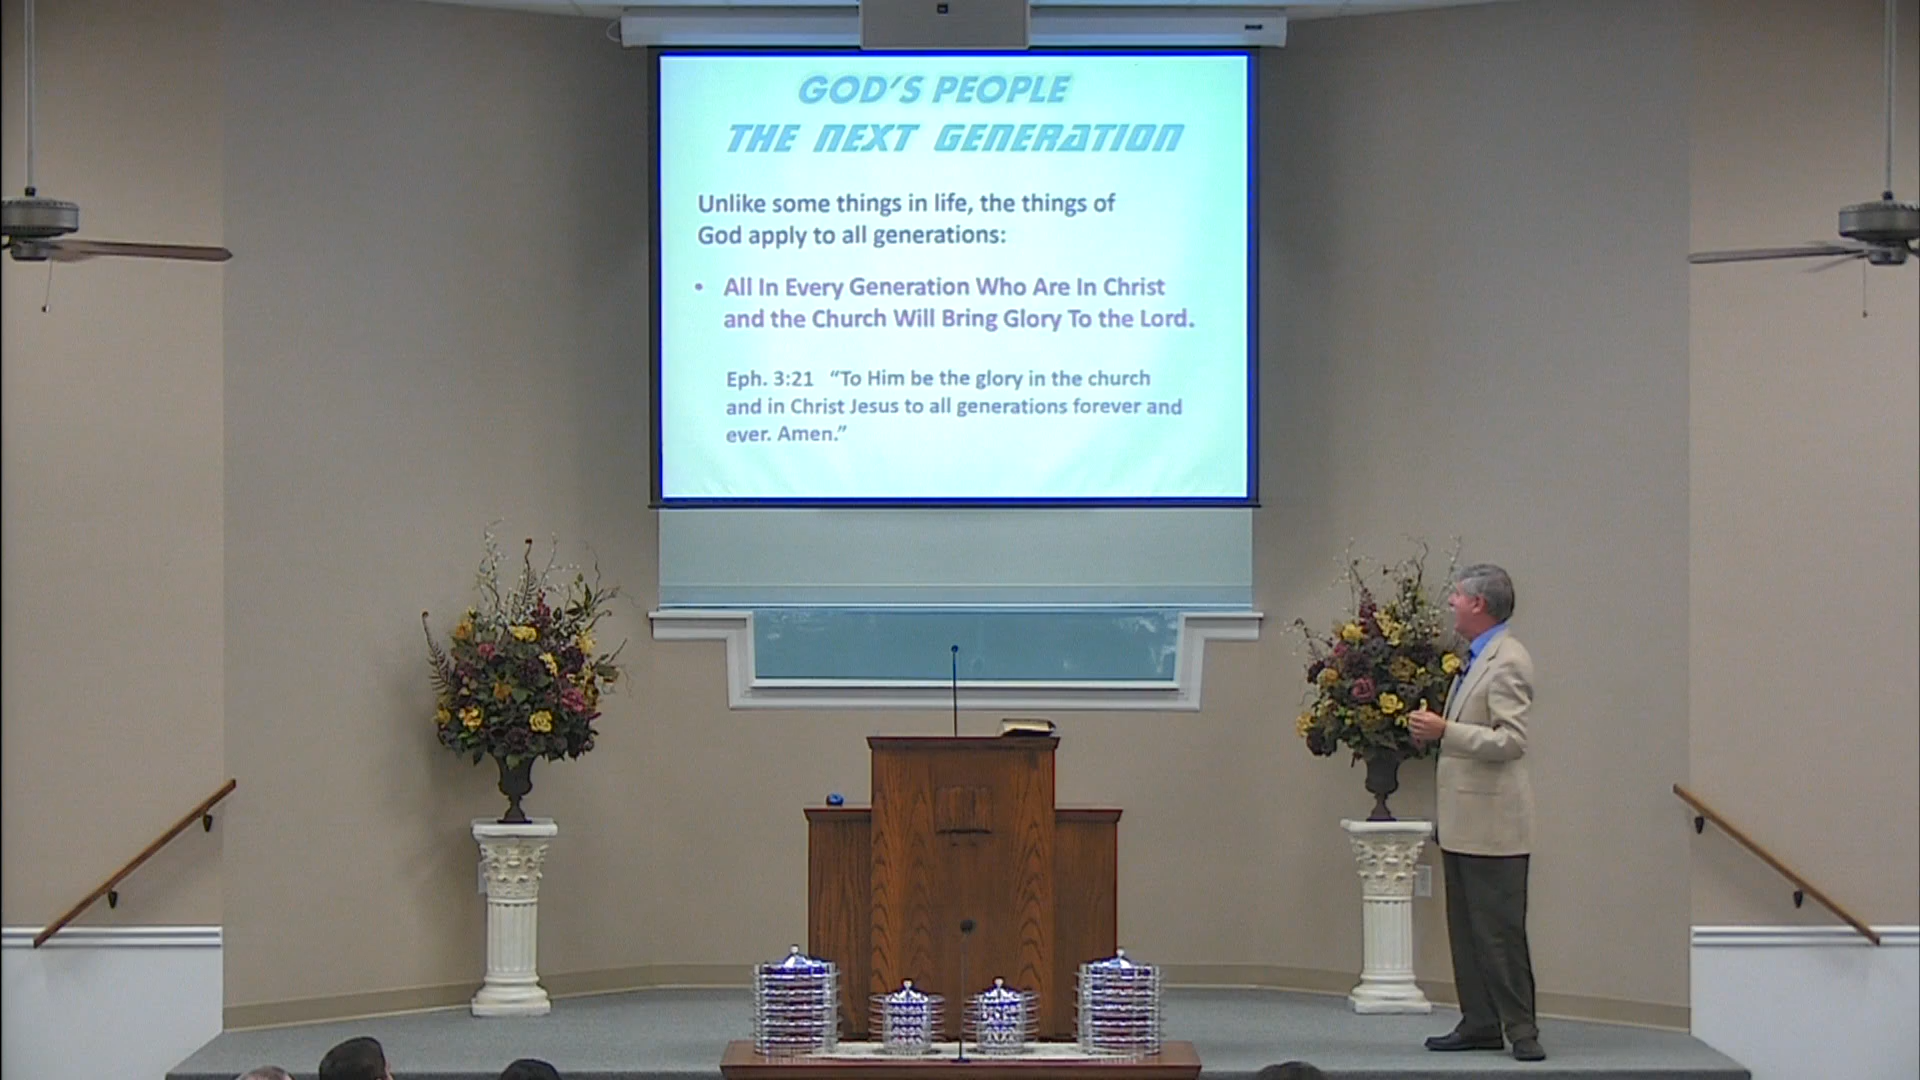 GOD'S PEOPLE
THE NEXT GENERATION
Unlike some things in life, the things of
God apply to all generations:
• All In Every Generation Who Are In Christ
and the Church Will Bring Glory To the Lord.
Eph. 3:21 “To Him be the glory in the church
and in Christ Jesus to all generations forever and
ever. Amen.”